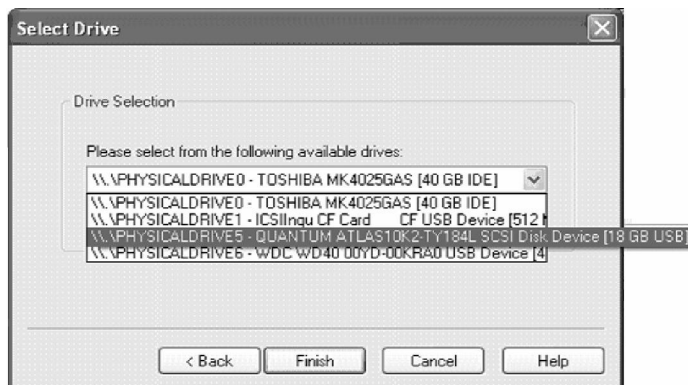 Select Drive
Drive Selection
Please select from the following available drives:
\\.\PHYSICALDRIVE0 - TOSHIBA MK4025GAS [40 GB IDE]
\\.\PHYSICALDRIVE0 - TOSHIBA MK4025GAS [40 GB IDE]
\\.\PHYSICALDRIVE1 - ICSIInqu CF Card CF USB Device [512
\\.\PHYSICALDRIVE5 - QUANTUM ATLAS10K2-TY184L SCSI Disk Device [18 GB USB]
\\.\PHYSICALDRIVE6 - WDC WD40 00YD-00KRA0 USB Device [4
< Back Finish Cancel Help